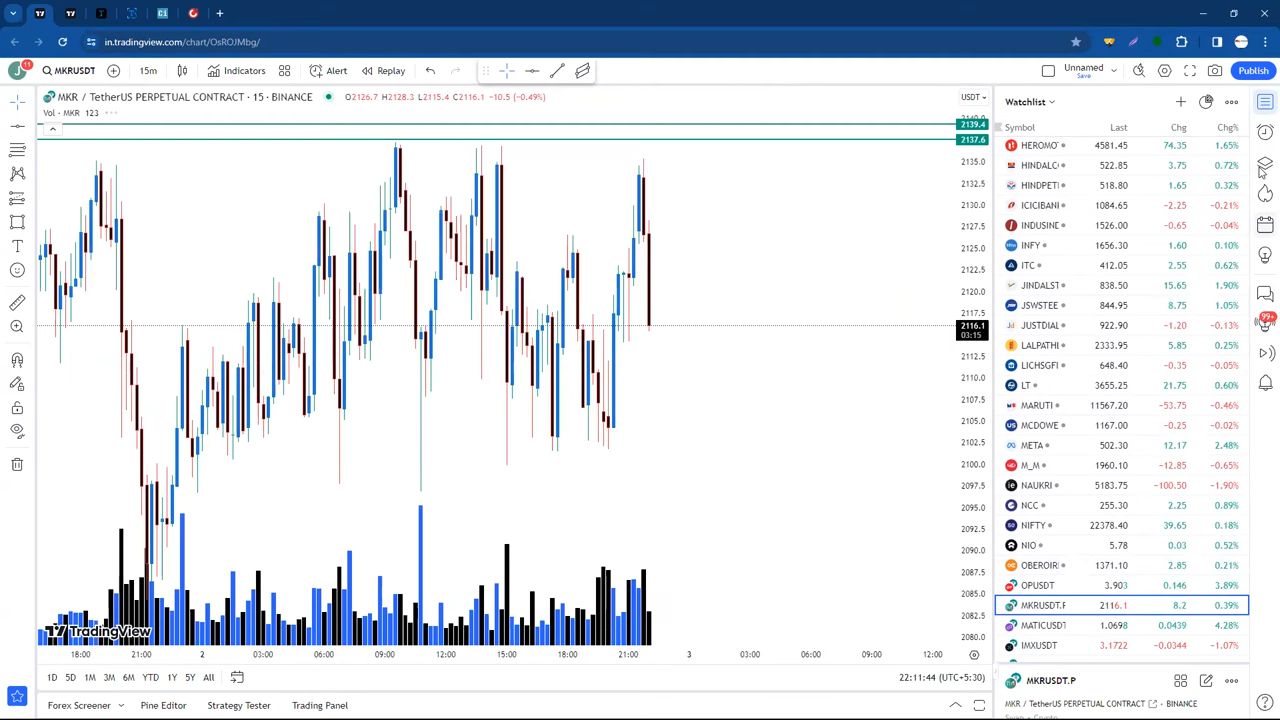 in.tradingview.com/chart/OsROJMbg/
J 11 MKRUSDT 15m Indicators Alert Replay Unnamed Save Publish
MKR / TetherUS PERPETUAL CONTRACT · 15 · BINANCE O2126.7 H2128.3 L2115.4 C2116.1 -10.5 (-0.49%) USDT
Vol · MKR 123
2140.0
2139.4
2137.6
2135.0
2132.5
2130.0
2127.5
2125.0
2122.5
2120.0
2117.5
2116.1
03:15
2112.5
2110.0
2107.5
2105.0
2102.5
2100.0
2097.5
2095.0
2092.5
2090.0
2087.5
2085.0
2082.5
2080.0
TradingView
18:00 21:00 2 03:00 06:00 09:00 12:00 15:00 18:00 21:00 3 03:00 06:00 09:00 12:00
1D 5D 1M 3M 6M YTD 1Y 5Y All 22:11:44 (UTC+5:30)
Forex Screener Pine Editor Strategy Tester Trading Panel
Watchlist
Symbol Last Chg Chg%
HEROMO 4581.45 74.35 1.65%
HINDALC 522.85 3.75 0.72%
HINDPETI 518.80 1.65 0.32%
ICICIBANI 1084.65 -2.25 -0.21%
INDUSINE 1526.00 -0.65 -0.04%
INFY 1656.30 1.60 0.10%
ITC 412.05 2.55 0.62%
JINDALST 838.50 15.65 1.90%
JSWSTEE 844.95 8.75 1.05%
JUSTDIAL 922.90 -1.20 -0.13%
LALPATHI 2333.95 5.85 0.25%
LICHSGFI 648.40 -0.35 -0.05%
LT 3655.25 21.75 0.60%
MARUTI 11567.20 -53.75 -0.46%
MCDOWE 1167.00 -0.25 -0.02%
META 502.30 12.17 2.48%
M_M 1960.10 -12.85 -0.65%
NAUKRI 5183.75 -100.50 -1.90%
NCC 255.30 2.25 0.89%
NIFTY 22378.40 39.65 0.18%
NIO 5.78 0.03 0.52%
OBEROIRI 1371.10 2.85 0.21%
OPUSDT 3.903 0.146 3.89%
MKRUSDT.P 2116.1 8.2 0.39%
MATICUSDT 1.0698 0.0439 4.28%
IMXUSDT 3.1722 -0.0344 -1.07%
MKRUSDT.P
MKR / TetherUS PERPETUAL CONTRACT · BINANCE
Swap · Crypto
99+